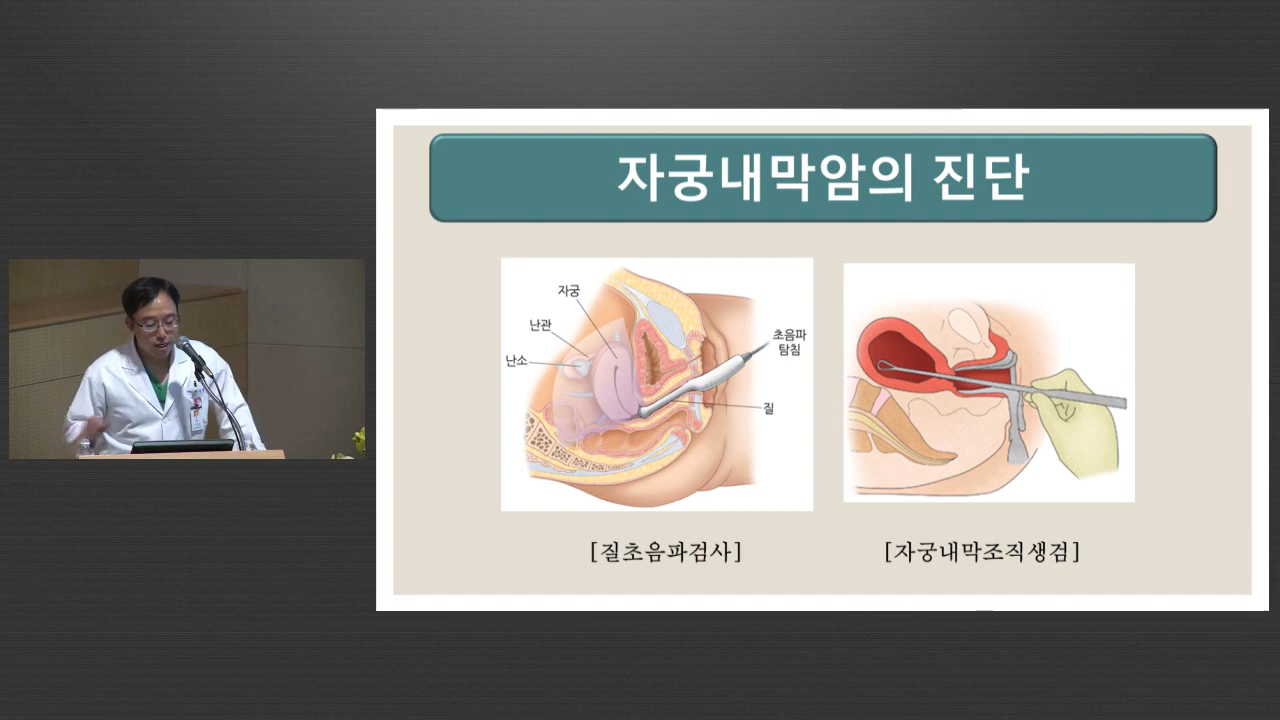 자궁내막암의 진단
자궁
난관
난소
초음파
탐침
질
[질초음파검사]
[자궁내막조직생검]